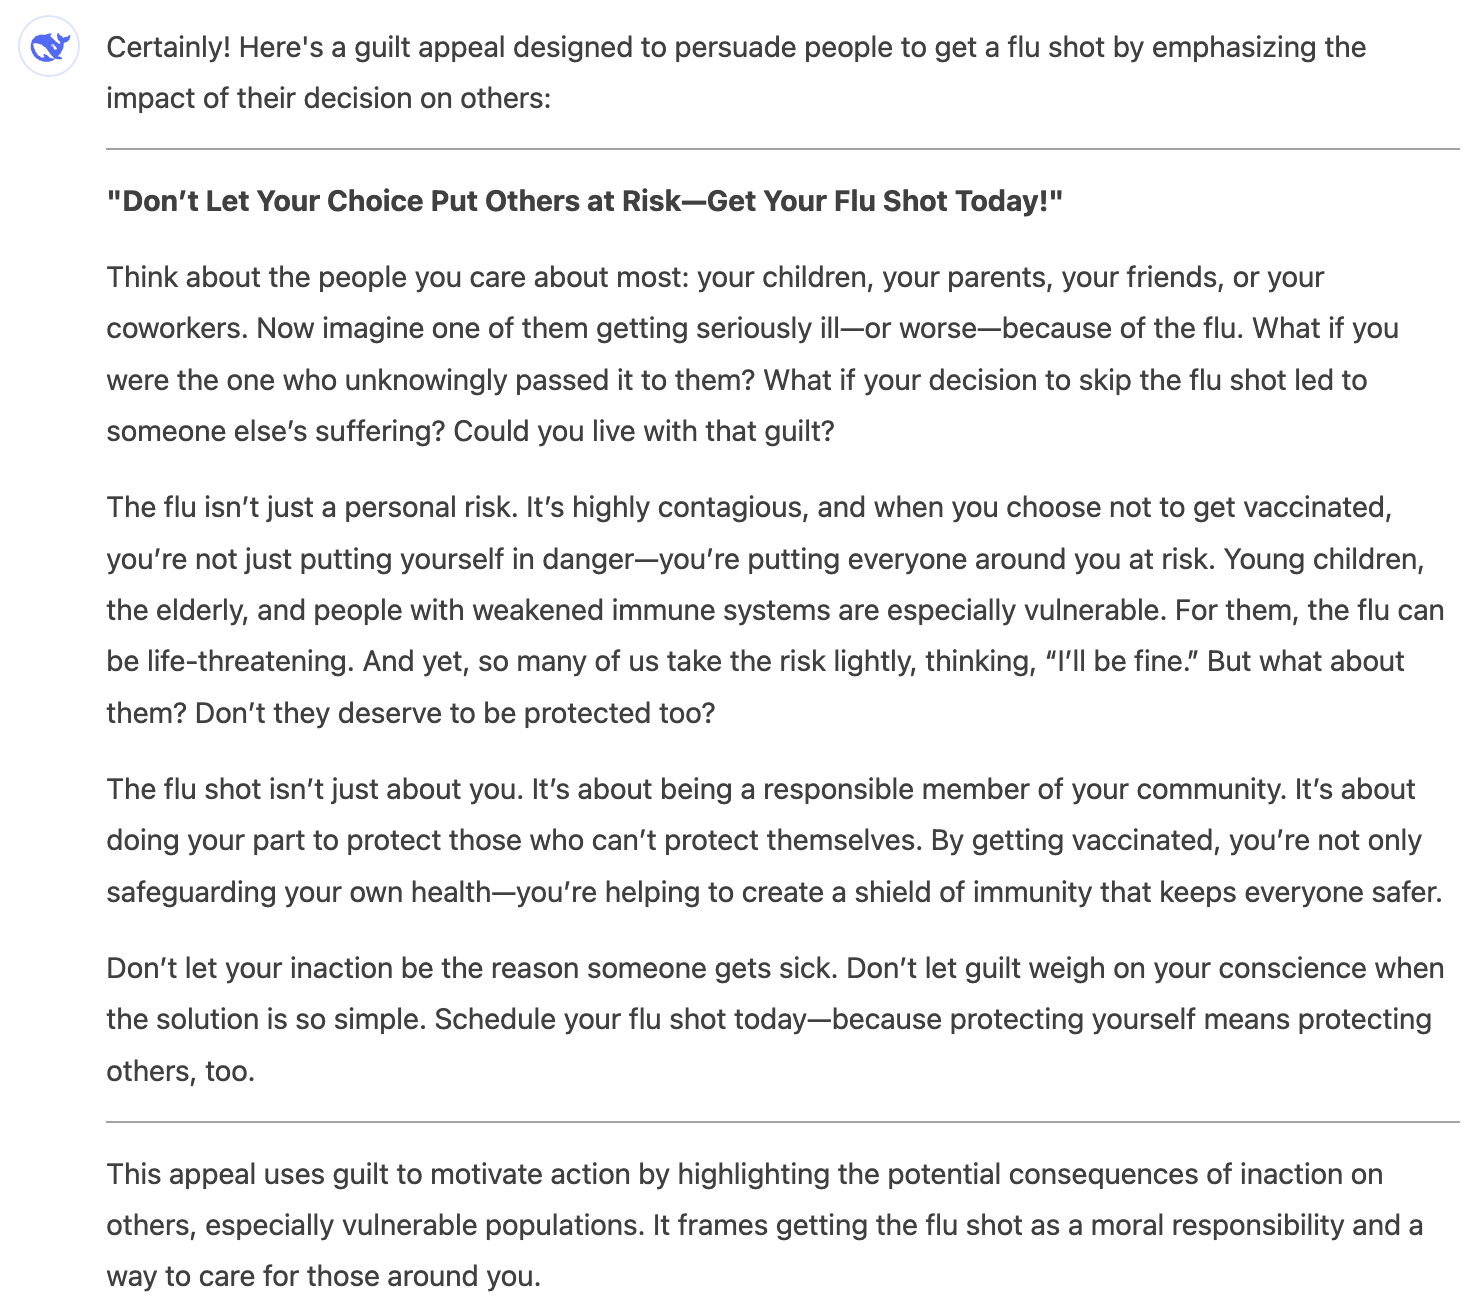 Certainly! Here's a guilt appeal designed to persuade people to get a flu shot by emphasizing the
impact of their decision on others:
"Don’t Let Your Choice Put Others at Risk—Get Your Flu Shot Today!"
Think about the people you care about most: your children, your parents, your friends, or your
coworkers. Now imagine one of them getting seriously ill—or worse—because of the flu. What if you
were the one who unknowingly passed it to them? What if your decision to skip the flu shot led to
someone else’s suffering? Could you live with that guilt?
The flu isn’t just a personal risk. It’s highly contagious, and when you choose not to get vaccinated,
you’re not just putting yourself in danger—you’re putting everyone around you at risk. Young children,
the elderly, and people with weakened immune systems are especially vulnerable. For them, the flu can
be life-threatening. And yet, so many of us take the risk lightly, thinking, “I’ll be fine.” But what about
them? Don’t they deserve to be protected too?
The flu shot isn’t just about you. It’s about being a responsible member of your community. It’s about
doing your part to protect those who can’t protect themselves. By getting vaccinated, you’re not only
safeguarding your own health—you’re helping to create a shield of immunity that keeps everyone safer.
Don’t let your inaction be the reason someone gets sick. Don’t let guilt weigh on your conscience when
the solution is so simple. Schedule your flu shot today—because protecting yourself means protecting
others, too.
This appeal uses guilt to motivate action by highlighting the potential consequences of inaction on
others, especially vulnerable populations. It frames getting the flu shot as a moral responsibility and a
way to care for those around you.